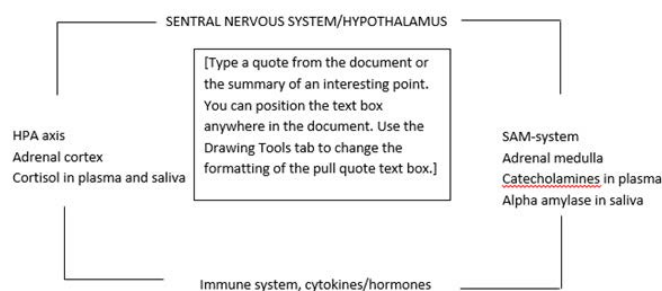 SENTRAL NERVOUS SYSTEM/HYPOTHALAMUS
[Type a quote from the document or
the summary of an interesting point.
You can position the text box
anywhere in the document. Use the
Drawing Tools tab to change the
formatting of the pull quote text box.]
HPA axis
Adrenal cortex
Cortisol in plasma and saliva
SAM-system
Adrenal medulla
Catecholamines in plasma
Alpha amylase in saliva
Immune system, cytokines/hormones